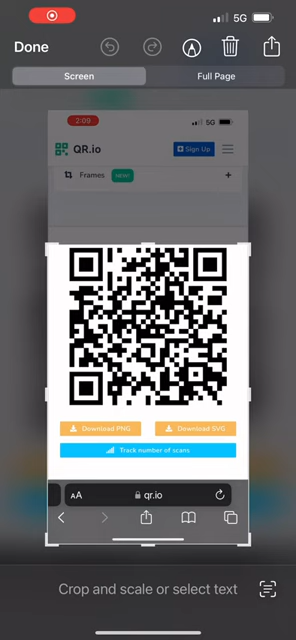 5G
Done
Screen
Full Page
2:09
5G
QR.io
Sign Up
Frames
+
Download PNG
Download SVG
Track number of scans
AA
qr.io
Crop and scale or select text